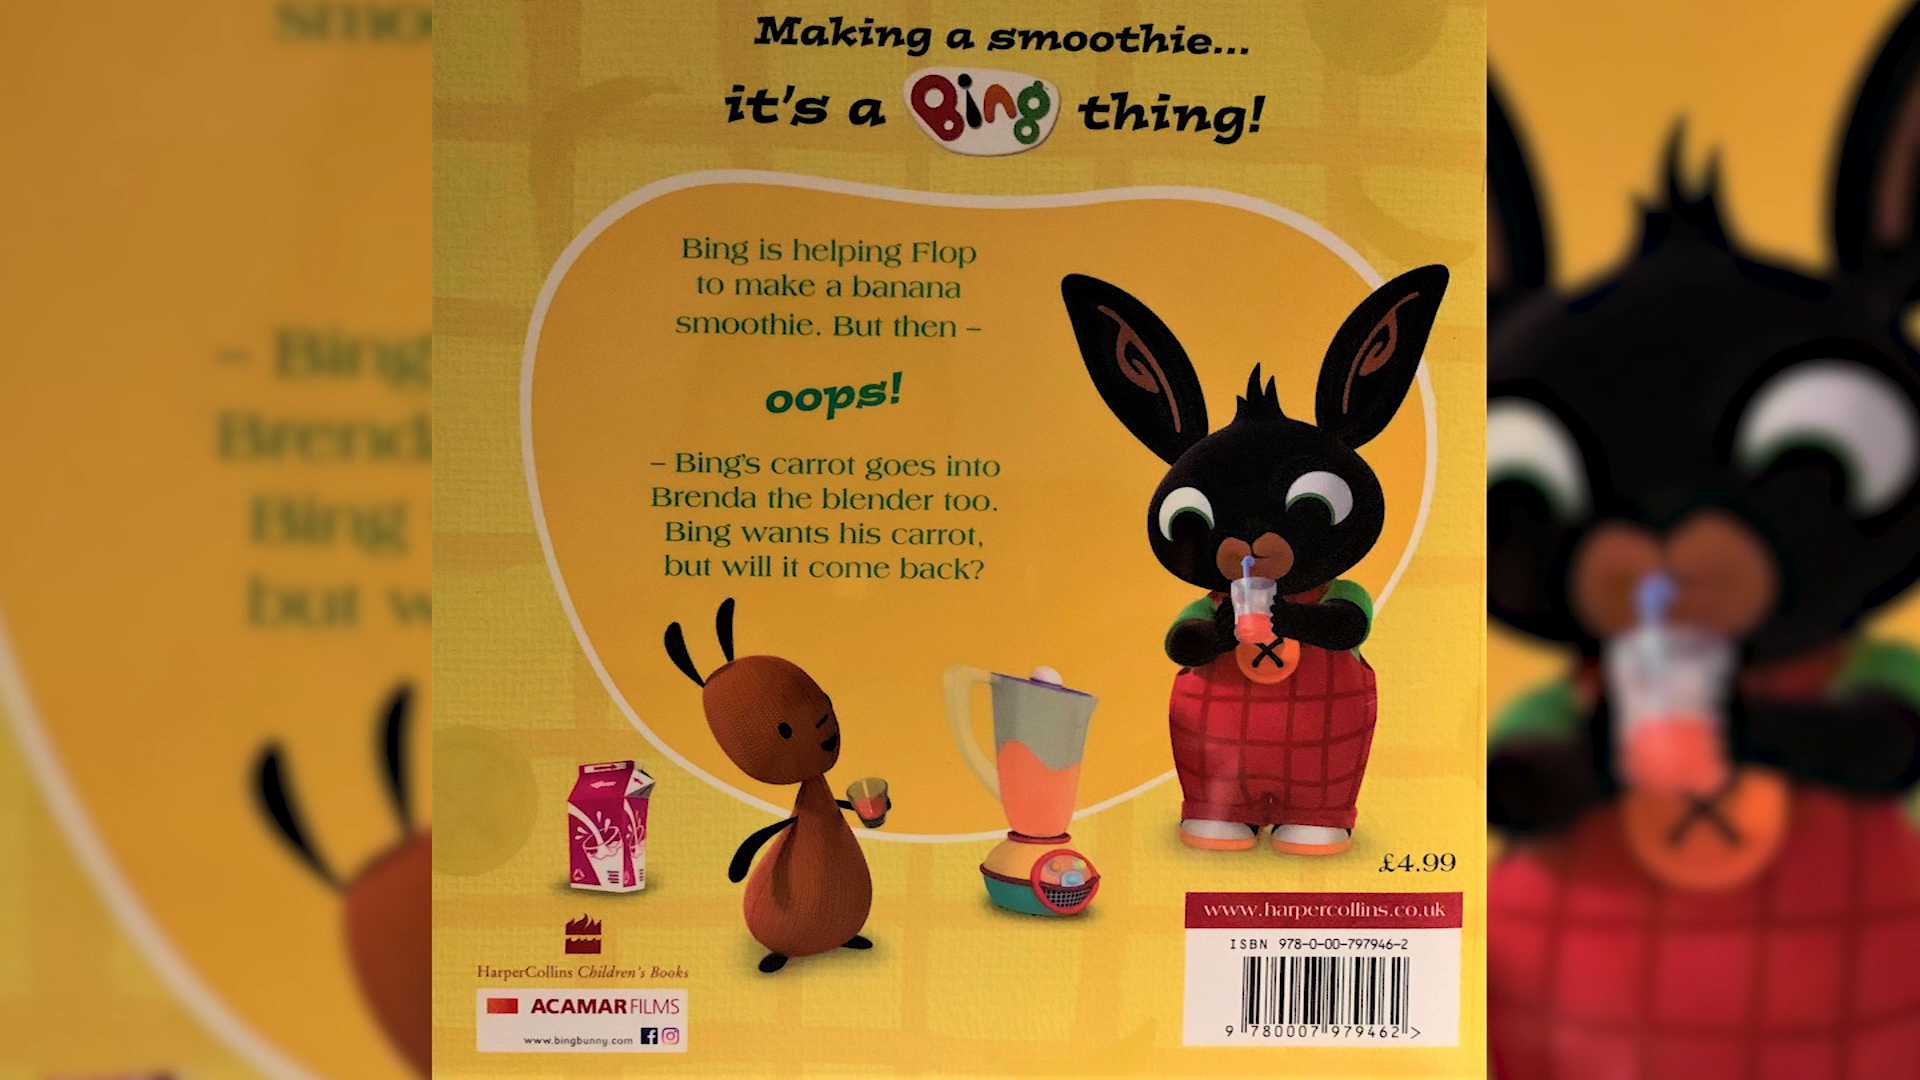 Making a smoothie...
it's a Bing thing!
Bing is helping Flop
to make a banana
smoothie. But then –
oops!
– Bing's carrot goes into
Brenda the blender too.
Bing wants his carrot,
but will it come back?
£4.99
www.harpercollins.co.uk
ISBN 978-0-00-797946-2
9 780007 979462 >
HarperCollins Children's Books
ACAMAR FILMS
www.bingbunny.com